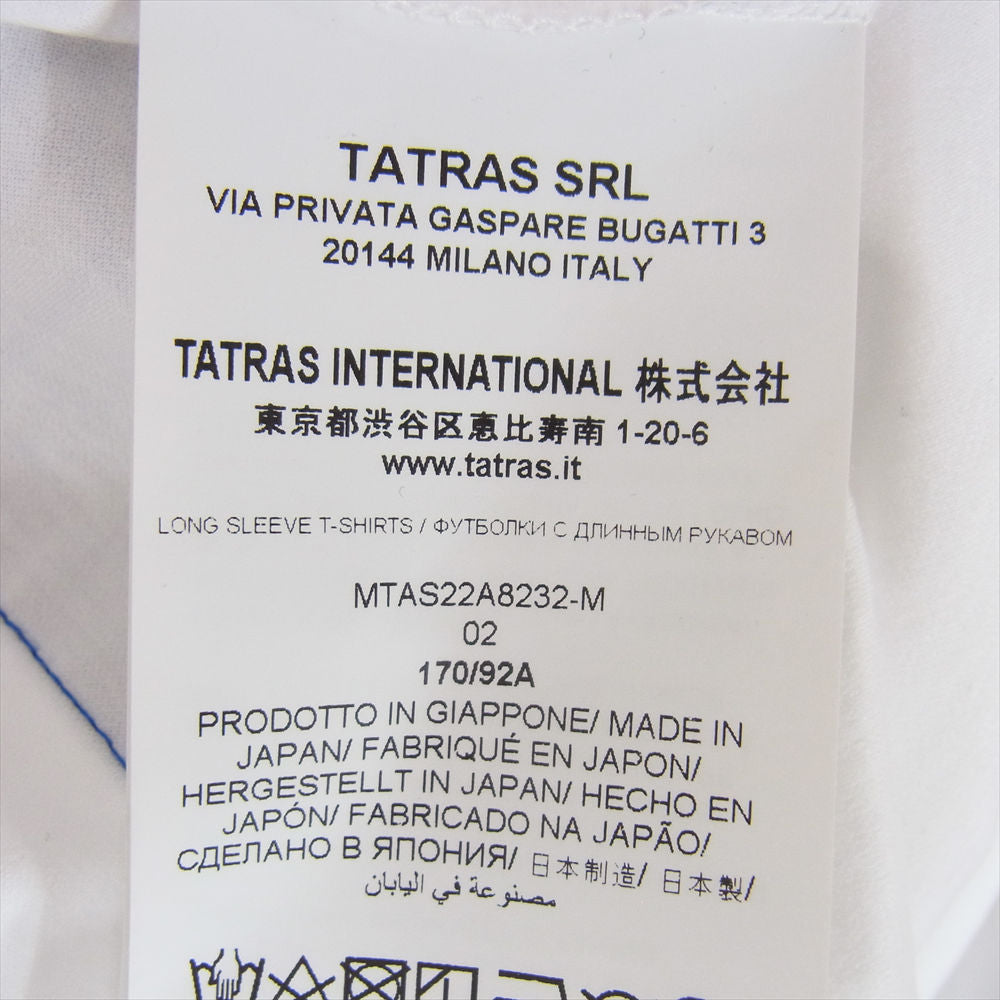 TATRAS SRL
VIA PRIVATA GASPARE BUGATTI 3
20144 MILANO ITALY
TATRAS INTERNATIONAL 株式会社
東京都渋谷区恵比寿南 1-20-6
www.tatras.it
LONG SLEEVE T-SHIRTS / ФУТБОЛКИ С ДЛИННЫМ РУКАВОМ
MTAS22A8232-M
02
170/92A
PRODOTTO IN GIAPPONE/ MADE IN
JAPAN/ FABRIQUÉ EN JAPON/
HERGESTELLT IN JAPAN/ HECHO EN
JAPÓN/ FABRICADO NA JAPÃO/
СДЕЛАНО В ЯПОНИЯ/ 日本制造/ 日本製/
مصنوعة في اليابان